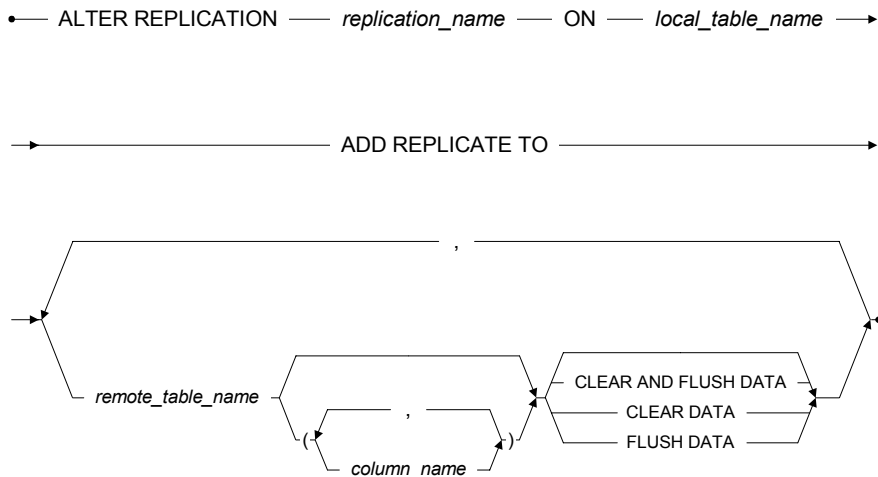 ALTER REPLICATION replication_name ON local_table_name
ADD REPLICATE TO
,
remote_table_name
CLEAR AND FLUSH DATA
CLEAR DATA
FLUSH DATA
( , )
column_name